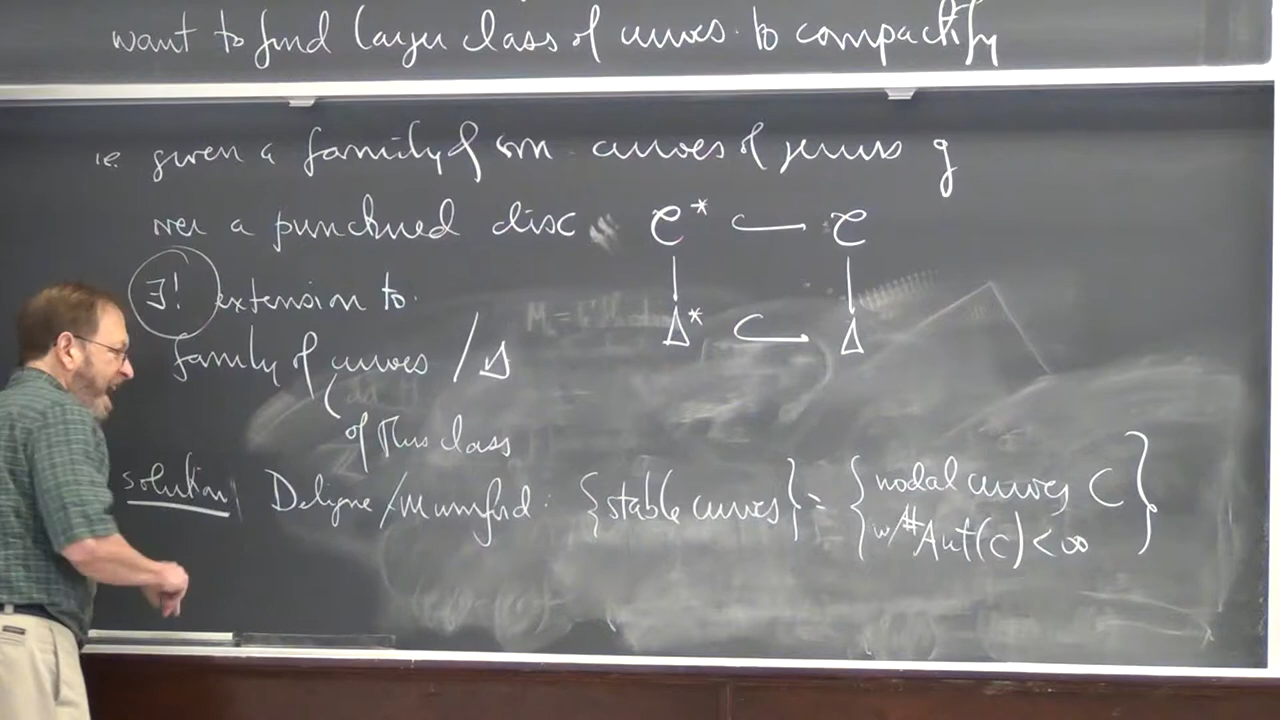 want to find larger class of curves to compactify
i.e. given a family of sm curves of genus g
over a punctured disc C* ⊂ C
∃! extension to
Δ* ⊂ Δ
family of curves / Δ
of this class
solution Deligne/Mumford: {stable curves} = {nodal curves C
w/ # Aut(C) < ∞}